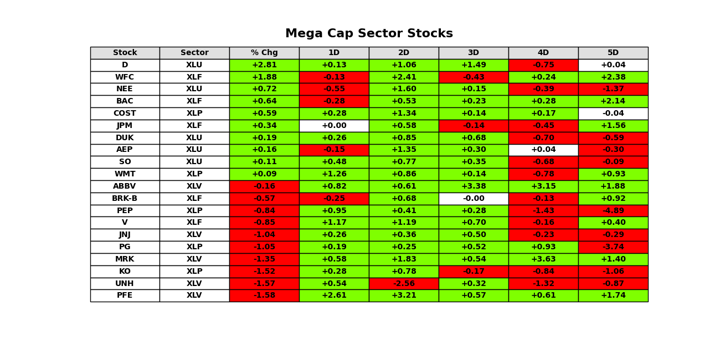 Mega Cap Sector Stocks
Stock Sector % Chg 1D 2D 3D 4D 5D
D XLU +2.81 +0.13 +1.06 +1.49 -0.75 +0.04
WFC XLF +1.88 -0.13 +2.41 -0.43 +0.24 +2.38
NEE XLU +0.72 -0.55 +1.60 +0.15 -0.39 -1.37
BAC XLF +0.64 -0.28 +0.53 +0.23 +0.28 +2.14
COST XLP +0.59 +0.28 +1.34 +0.14 +0.17 -0.04
JPM XLF +0.34 +0.00 +0.58 -0.14 -0.45 +1.56
DUK XLU +0.19 +0.26 +0.85 +0.68 -0.70 -0.59
AEP XLU +0.16 -0.15 +1.35 +0.30 +0.04 -0.30
SO XLU +0.11 +0.48 +0.77 +0.35 -0.68 -0.09
WMT XLP +0.09 +1.26 +0.86 +0.14 -0.78 +0.93
ABBV XLV -0.16 +0.82 +0.61 +3.38 +3.15 +1.88
BRK-B XLF -0.57 -0.25 +0.68 -0.00 -0.13 +0.92
PEP XLP -0.84 +0.95 +0.41 +0.28 -1.43 -4.89
V XLF -0.85 +1.17 +1.19 +0.70 -0.16 +0.40
JNJ XLV -1.04 +0.26 +0.36 +0.50 -0.23 -0.29
PG XLP -1.05 +0.19 +0.25 +0.52 +0.93 -3.74
MRK XLV -1.35 +0.58 +1.83 +0.54 +3.63 +1.40
KO XLP -1.52 +0.28 +0.78 -0.17 -0.84 -1.06
UNH XLV -1.57 +0.54 -2.56 +0.32 -1.32 -0.87
PFE XLV -1.58 +2.61 +3.21 +0.57 +0.61 +1.74